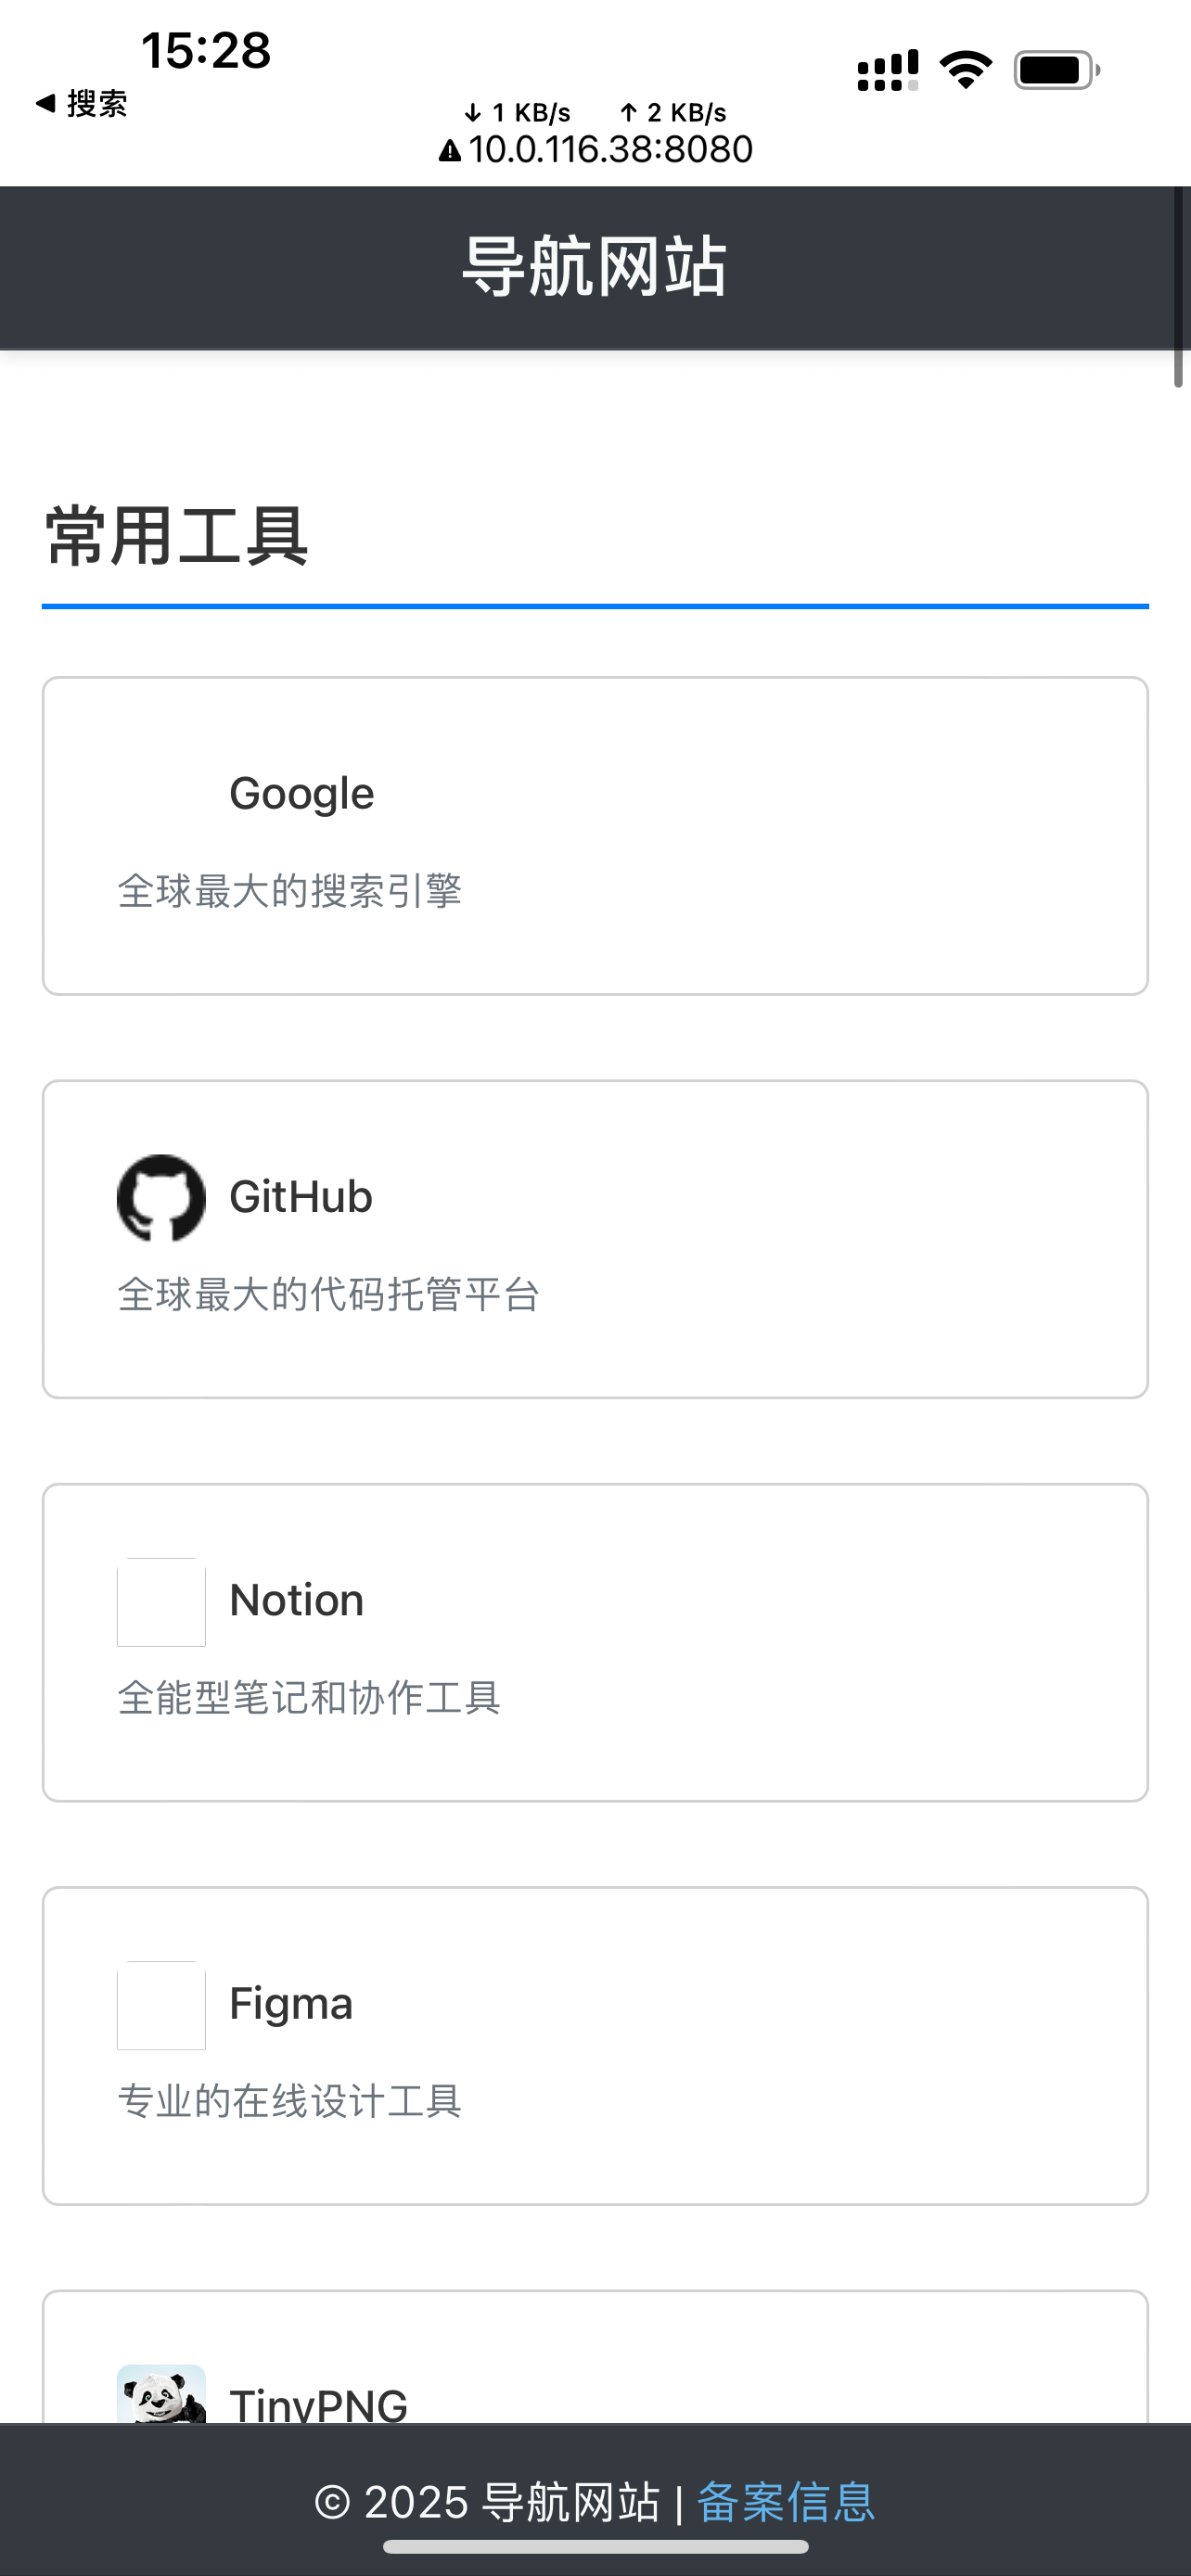 15:28
◀ 搜索
↓ 1 KB/s ↑ 2 KB/s
10.0.116.38:8080
导航网站
常用工具
Google
全球最大的搜索引擎
GitHub
全球最大的代码托管平台
Notion
全能型笔记和协作工具
Figma
专业的在线设计工具
TinyPNG
© 2025 导航网站 | 备案信息